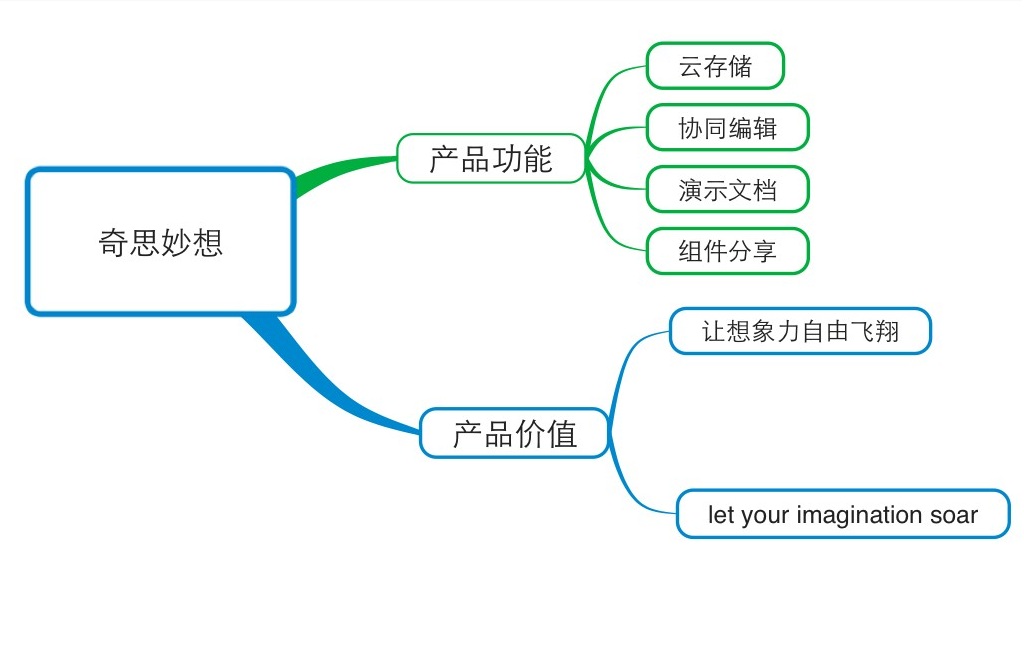 奇思妙想
产品功能
云存储
协同编辑
演示文档
组件分享
产品价值
让想象力自由飞翔
let your imagination soar